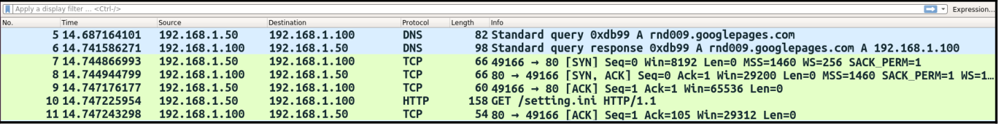 Apply a display filter ... <Ctrl-/> Expression...
No. Time Source Destination Protocol Length Info
5 14.687164101 192.168.1.50 192.168.1.100 DNS 82 Standard query 0xdb99 A rnd009.googlepages.com
6 14.741586271 192.168.1.100 192.168.1.50 DNS 98 Standard query response 0xdb99 A rnd009.googlepages.com A 192.168.1.100
7 14.744866993 192.168.1.50 192.168.1.100 TCP 66 49166 → 80 [SYN] Seq=0 Win=8192 Len=0 MSS=1460 WS=256 SACK_PERM=1
8 14.744944799 192.168.1.100 192.168.1.50 TCP 66 80 → 49166 [SYN, ACK] Seq=0 Ack=1 Win=29200 Len=0 MSS=1460 SACK_PERM=1 WS=1…
9 14.747176177 192.168.1.50 192.168.1.100 TCP 60 49166 → 80 [ACK] Seq=1 Ack=1 Win=65536 Len=0
10 14.747225954 192.168.1.50 192.168.1.100 HTTP 158 GET /setting.ini HTTP/1.1
11 14.747243298 192.168.1.100 192.168.1.50 TCP 54 80 → 49166 [ACK] Seq=1 Ack=105 Win=29312 Len=0